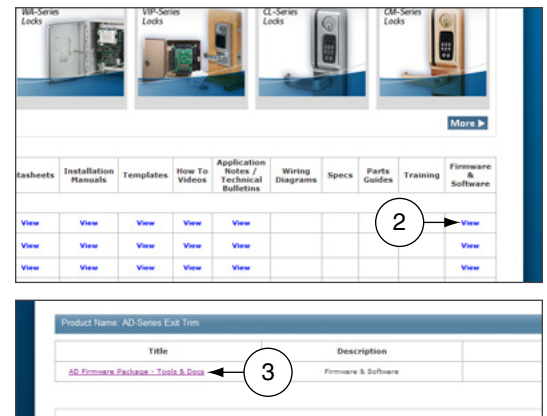 WA-Series VIP-Series CL-Series CM-Series
Locks Locks Locks Locks
More
tasheets Installation Manuals Templates How To Videos Application Notes / Technical Bulletins Wiring Diagrams Specs Parts Guides Training Firmware & Software
View View View View View 2 View
View View View View View View
View View View View View View
Product Name: AD-Series Exit Trim
Title Description
AD Firmware Package - Tools & Docs 3 Firmware & Software